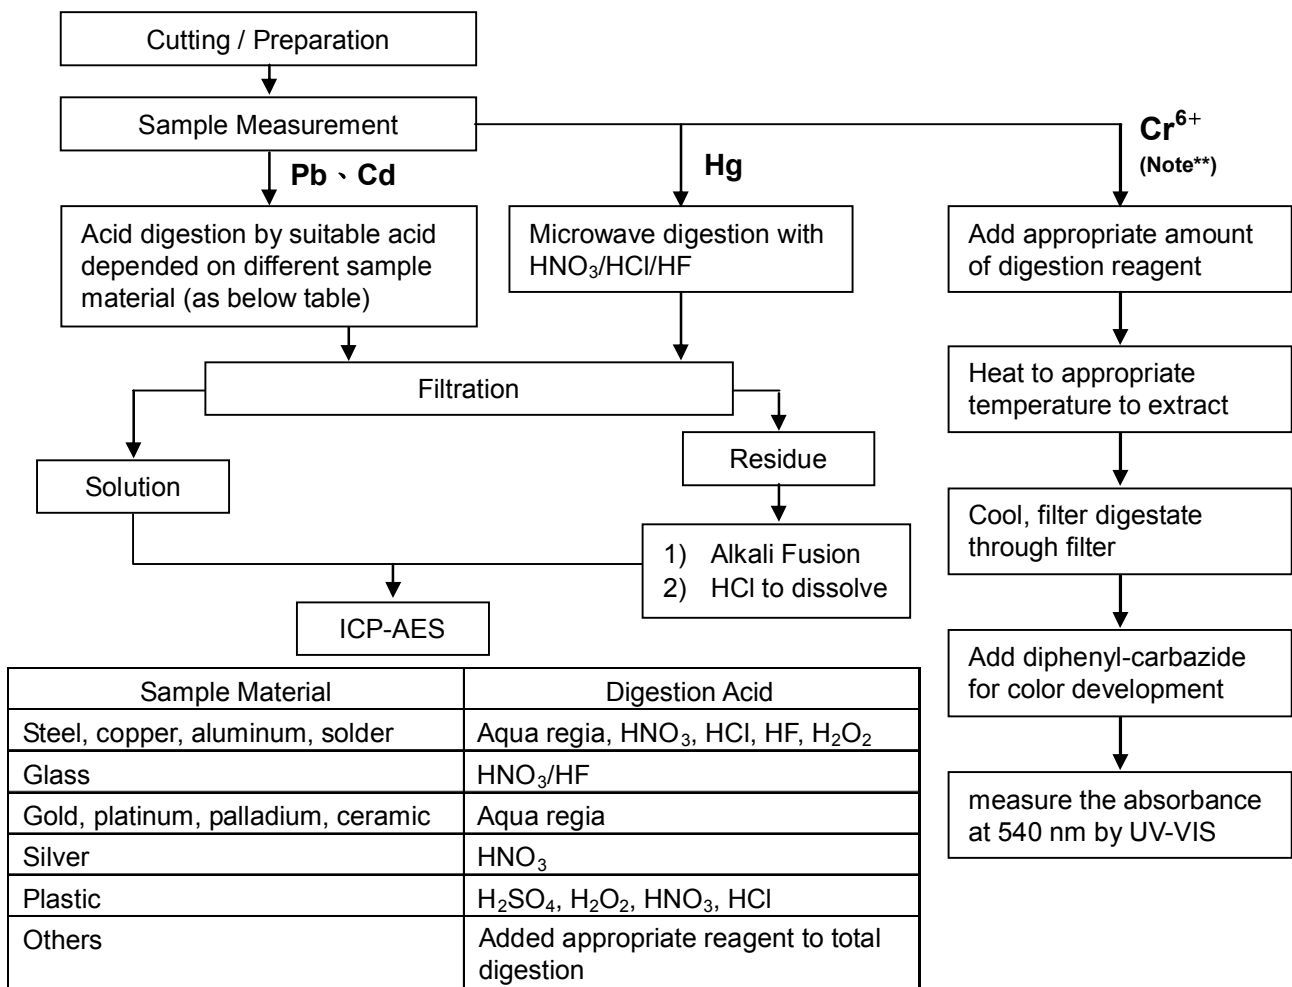 Cutting / Preparation
Sample Measurement
Pb、Cd
Hg
Cr⁶⁺
(Note**)
Acid digestion by suitable acid
depended on different sample
material (as below table)
Microwave digestion with
HNO₃/HCl/HF
Add appropriate amount
of digestion reagent
Filtration
Heat to appropriate
temperature to extract
Solution
Residue
Cool, filter digestate
through filter
1) Alkali Fusion
2) HCl to dissolve
ICP-AES
Add diphenyl-carbazide
for color development
measure the absorbance
at 540 nm by UV-VIS
Sample Material Digestion Acid
Steel, copper, aluminum, solder Aqua regia, HNO₃, HCl, HF, H₂O₂
Glass HNO₃/HF
Gold, platinum, palladium, ceramic Aqua regia
Silver HNO₃
Plastic H₂SO₄, H₂O₂, HNO₃, HCl
Others Added appropriate reagent to total
digestion